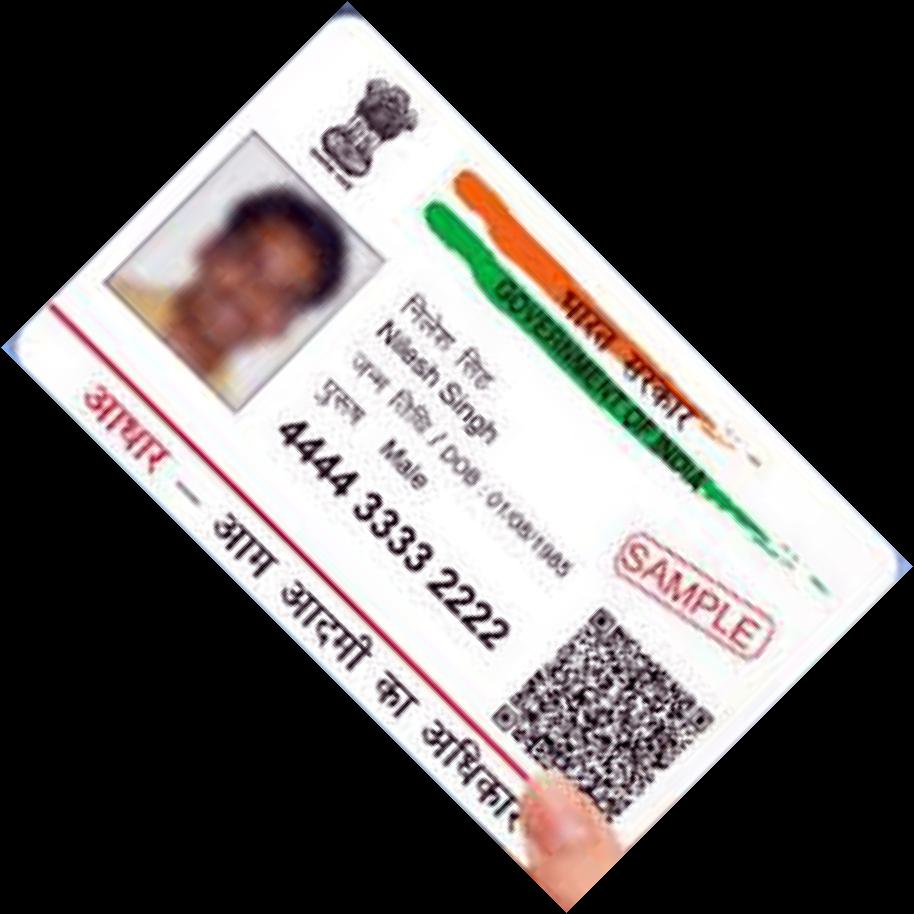 भारत सरकार
GOVERNMENT OF INDIA
निलेश सिंह
Nilash Singh
जन्म तिथि / DOB : 01/08/1985
पुरुष Male
4444 3333 2222
SAMPLE
आधार — आम आदमी का अधिकार